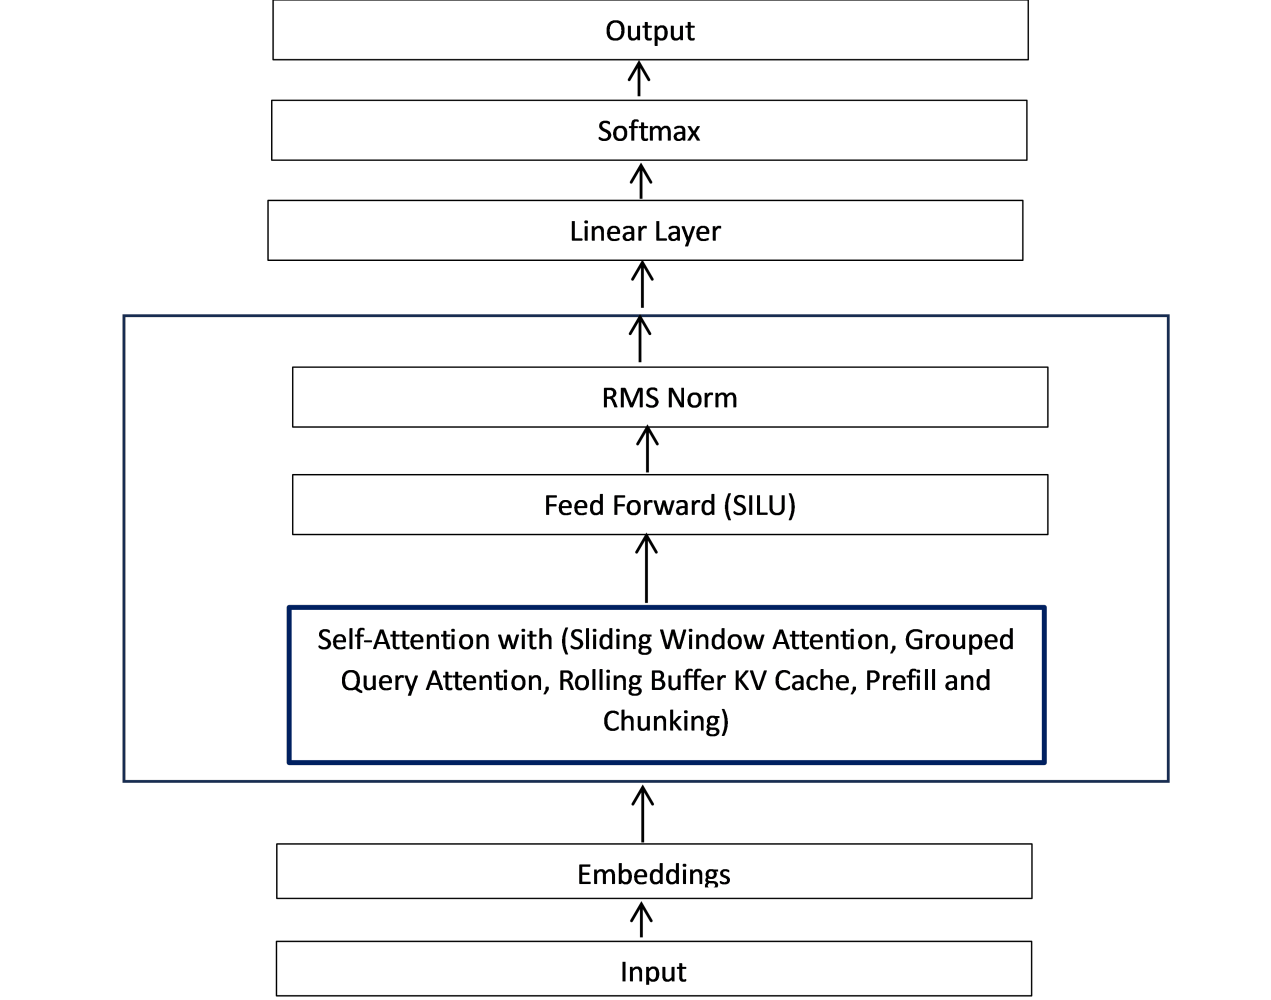 Output
Softmax
Linear Layer
RMS Norm
Feed Forward (SILU)
Self-Attention with (Sliding Window Attention, Grouped
Query Attention, Rolling Buffer KV Cache, Prefill and
Chunking)
Embeddings
Input